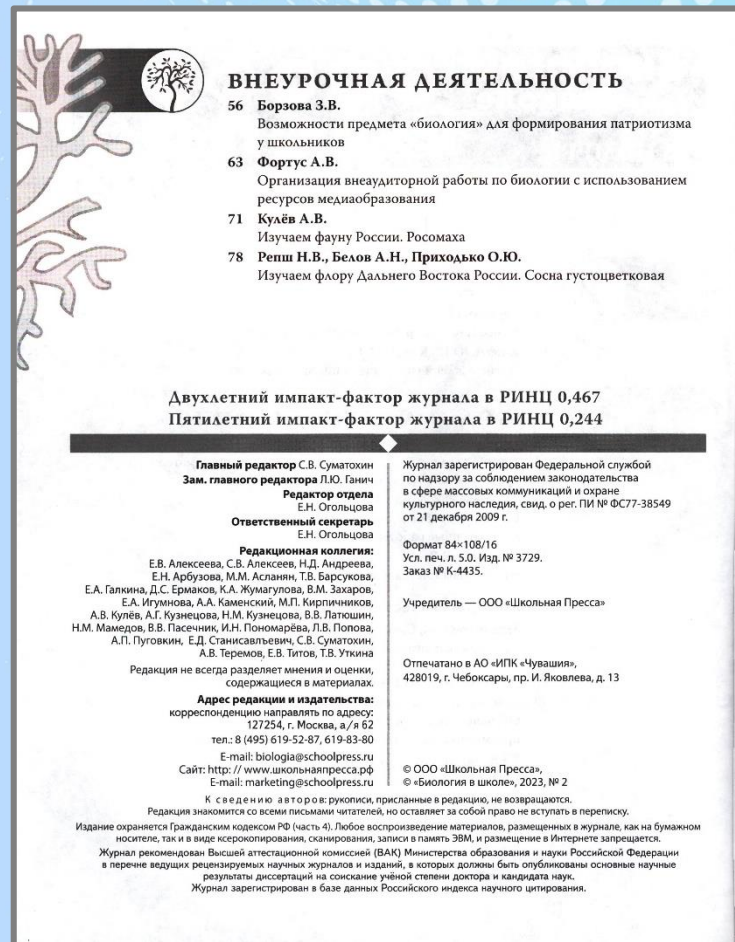 ВНЕУРОЧНАЯ ДЕЯТЕЛЬНОСТЬ
56 Борзова З.В.
Возможности предмета «биология» для формирования патриотизма
у школьников
63 Фортус А.В.
Организация внеаудиторной работы по биологии с использованием
ресурсов медиаобразования
71 Кулёв А.В.
Изучаем фауну России. Росомаха
78 Репш Н.В., Белов А.Н., Приходько О.Ю.
Изучаем флору Дальнего Востока России. Сосна густоцветковая
Двухлетний импакт-фактор журнала в РИНЦ 0,467
Пятилетний импакт-фактор журнала в РИНЦ 0,244
Главный редактор С.В. Суматохин
Зам. главного редактора Л.Ю. Ганич
Редактор отдела
Е.Н. Огольцова
Ответственный секретарь
Е.Н. Огольцова
Редакционная коллегия:
Е.В. Алексеева, С.В. Алексеев, Н.Д. Андреева,
Е.Н. Арбузова, М.М. Асланян, Т.В. Барсукова,
Е.А. Галкина, Д.С. Ермаков, К.А. Жумагулова, В.М. Захаров,
Е.А. Игумнова, А.А. Каменский, М.П. Кирпичников,
А.В. Кулёв, А.Г. Кузнецова, Н.М. Кузнецова, В.В. Латюшин,
Н.М. Мамедов, В.В. Пасечник, И.Н. Пономарёва, Л.В. Попова,
А.П. Пуговкин, Е.Д. Станисавлъевич, С.В. Суматохин,
А.В. Теремов, Е.В. Титов, Т.В. Уткина
Редакция не всегда разделяет мнения и оценки,
содержащиеся в материалах.
Адрес редакции и издательства:
корреспонденцию направлять по адресу:
127254, г. Москва, а/я 62
тел.: 8 (495) 619-52-87, 619-83-80
E-mail: biologia@schoolpress.ru
Сайт: http: // www.школьнаяпресса.рф
E-mail: marketing@schoolpress.ru
Журнал зарегистрирован Федеральной службой
по надзору за соблюдением законодательства
в сфере массовых коммуникаций и охране
культурного наследия, свид. о рег. ПИ № ФС77-38549
от 21 декабря 2009 г.
Формат 84×108/16
Усл. печ. л. 5.0. Изд. № 3729.
Заказ № К-4435.
Учредитель — ООО «Школьная Пресса»
Отпечатано в АО «ИПК «Чувашия»,
428019, г. Чебоксары, пр. И. Яковлева, д. 13
© ООО «Школьная Пресса»,
© «Биология в школе», 2023, № 2
К сведению авторов: рукописи, присланные в редакцию, не возвращаются.
Редакция знакомится со всеми письмами читателей, но оставляет за собой право не вступать в переписку.
Издание охраняется Гражданским кодексом РФ (часть 4). Любое воспроизведение материалов, размещенных в журнале, как на бумажном
носителе, так и в виде ксерокопирования, сканирования, записи в память ЭВМ, и размещение в Интернете запрещается.
Журнал рекомендован Высшей аттестационной комиссией (ВАК) Министерства образования и науки Российской Федерации
в перечне ведущих рецензируемых научных журналов и изданий, в которых должны быть опубликованы основные научные
результаты диссертаций на соискание учёной степени доктора и кандидата наук.
Журнал зарегистрирован в базе данных Российского индекса научного цитирования.